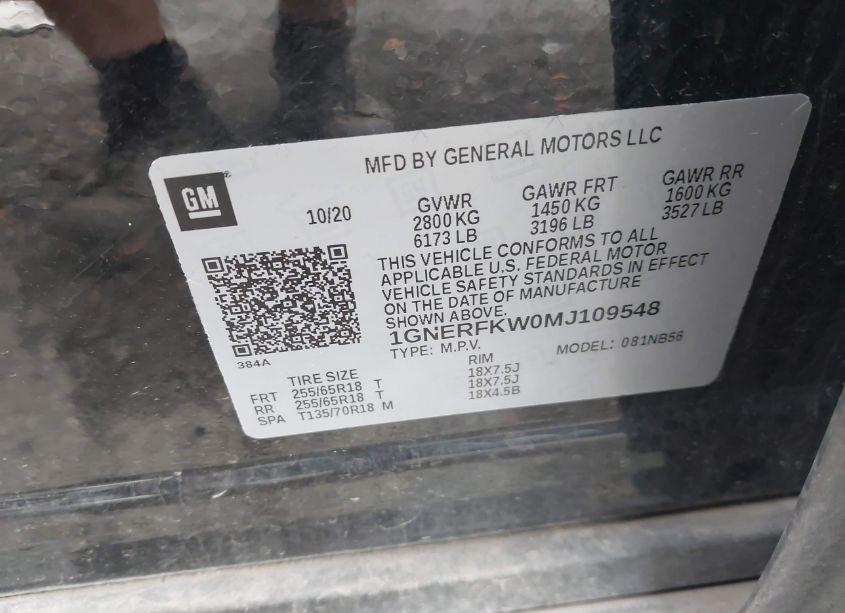 MFD BY GENERAL MOTORS LLC
GM
10/20
GVWR
2800 KG
6173 LB
GAWR FRT
1450 KG
3196 LB
GAWR RR
1600 KG
3527 LB
THIS VEHICLE CONFORMS TO ALL
APPLICABLE U.S. FEDERAL MOTOR
VEHICLE SAFETY STANDARDS IN EFFECT
ON THE DATE OF MANUFACTURE
SHOWN ABOVE.
1GNERFKW0MJ109548
TYPE: M.P.V. MODEL: 081NB56
384A
TIRE SIZE RIM
FRT 255/65R18 T 18X7.5J
RR 255/65R18 T 18X7.5J
SPA T135/70R18 M 18X4.5B